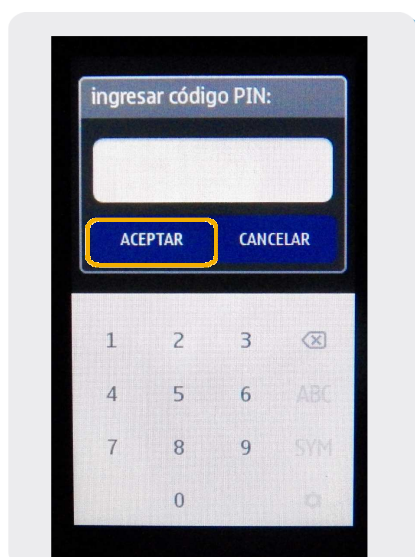 ingresar código PIN:
ACEPTAR CANCELAR
1 2 3
4 5 6 ABC
7 8 9 SYM
0